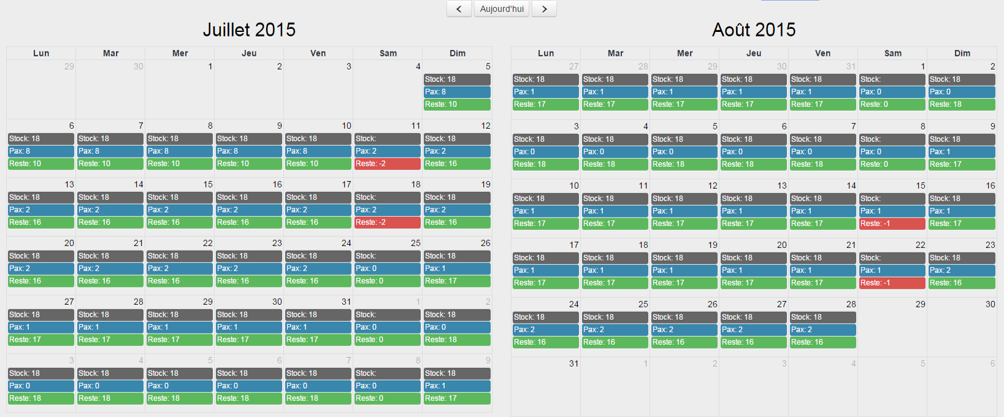 Aujourd'hui
Juillet 2015
Lun Mar Mer Jeu Ven Sam Dim
29 30 1 2 3 4 5
Stock: 18
Pax: 8
Reste: 10
6 7 8 9 10 11 12
Stock: 18 Stock: 18 Stock: 18 Stock: 18 Stock: 18 Stock: Stock: 18
Pax: 8 Pax: 8 Pax: 8 Pax: 8 Pax: 8 Pax: 2 Pax: 2
Reste: 10 Reste: 10 Reste: 10 Reste: 10 Reste: 10 Reste: -2 Reste: 16
13 14 15 16 17 18 19
Stock: 18 Stock: 18 Stock: 18 Stock: 18 Stock: 18 Stock: Stock: 18
Pax: 2 Pax: 2 Pax: 2 Pax: 2 Pax: 2 Pax: 2 Pax: 2
Reste: 16 Reste: 16 Reste: 16 Reste: 16 Reste: 16 Reste: -2 Reste: 16
20 21 22 23 24 25 26
Stock: 18 Stock: 18 Stock: 18 Stock: 18 Stock: 18 Stock: Stock: 18
Pax: 2 Pax: 2 Pax: 2 Pax: 2 Pax: 2 Pax: 0 Pax: 1
Reste: 16 Reste: 16 Reste: 16 Reste: 16 Reste: 16 Reste: 0 Reste: 17
27 28 29 30 31 1 2
Stock: 18 Stock: 18 Stock: 18 Stock: 18 Stock: 18 Stock: Stock: 18
Pax: 1 Pax: 1 Pax: 1 Pax: 1 Pax: 1 Pax: 0 Pax: 0
Reste: 17 Reste: 17 Reste: 17 Reste: 17 Reste: 17 Reste: 0 Reste: 18
3 4 5 6 7 8 9
Stock: 18 Stock: 18 Stock: 18 Stock: 18 Stock: 18 Stock: Stock: 18
Pax: 0 Pax: 0 Pax: 0 Pax: 0 Pax: 0 Pax: 0 Pax: 1
Reste: 18 Reste: 18 Reste: 18 Reste: 18 Reste: 18 Reste: 0 Reste: 17
Août 2015
Lun Mar Mer Jeu Ven Sam Dim
27 28 29 30 31 1 2
Stock: 18 Stock: 18 Stock: 18 Stock: 18 Stock: 18 Stock: Stock: 18
Pax: 1 Pax: 1 Pax: 1 Pax: 1 Pax: 1 Pax: 0 Pax: 0
Reste: 17 Reste: 17 Reste: 17 Reste: 17 Reste: 17 Reste: 0 Reste: 18
3 4 5 6 7 8 9
Stock: 18 Stock: 18 Stock: 18 Stock: 18 Stock: 18 Stock: Stock: 18
Pax: 0 Pax: 0 Pax: 0 Pax: 0 Pax: 0 Pax: 0 Pax: 1
Reste: 18 Reste: 18 Reste: 18 Reste: 18 Reste: 18 Reste: 0 Reste: 17
10 11 12 13 14 15 16
Stock: 18 Stock: 18 Stock: 18 Stock: 18 Stock: 18 Stock: Stock: 18
Pax: 1 Pax: 1 Pax: 1 Pax: 1 Pax: 1 Pax: 1 Pax: 1
Reste: 17 Reste: 17 Reste: 17 Reste: 17 Reste: 17 Reste: -1 Reste: 17
17 18 19 20 21 22 23
Stock: 18 Stock: 18 Stock: 18 Stock: 18 Stock: 18 Stock: Stock: 18
Pax: 1 Pax: 1 Pax: 1 Pax: 1 Pax: 1 Pax: 1 Pax: 2
Reste: 17 Reste: 17 Reste: 17 Reste: 17 Reste: 17 Reste: -1 Reste: 16
24 25 26 27 28 29 30
Stock: 18 Stock: 18 Stock: 18 Stock: 18 Stock: 18
Pax: 2 Pax: 2 Pax: 2 Pax: 2 Pax: 2
Reste: 16 Reste: 16 Reste: 16 Reste: 16 Reste: 16
31 1 2 3 4 5 6